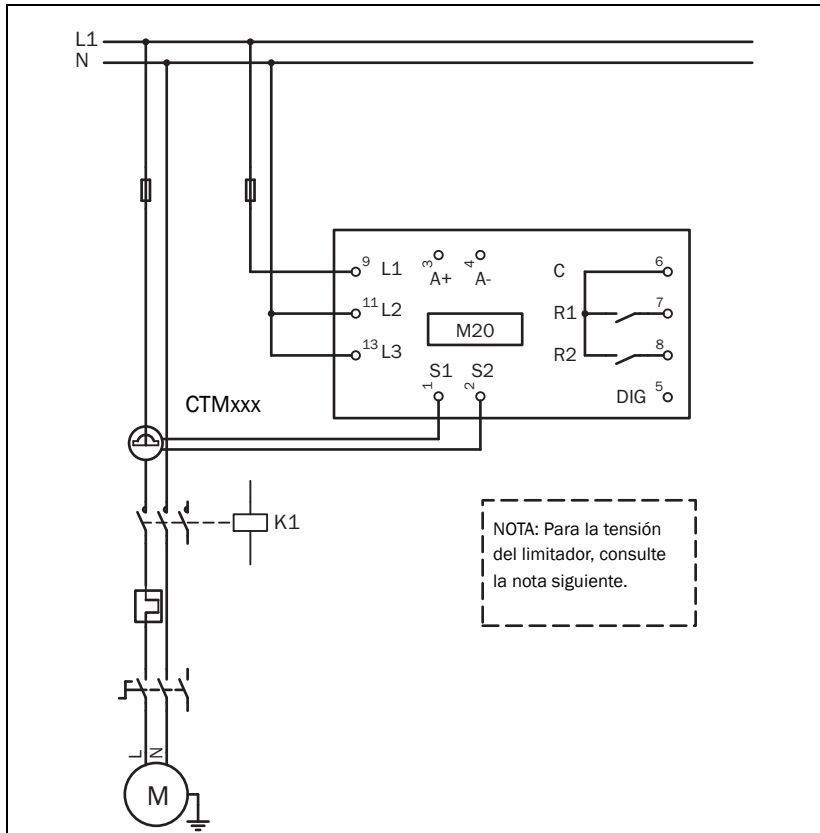 L1
N
9 L1
3 A+
4 A-
C 6
11 L2
M20
R1 7
13 L3
R2 8
S1 S2
1 2
DIG 5
CTMxxx
K1
NOTA: Para la tensión
del limitador, consulte
la nota siguiente.
L N
M